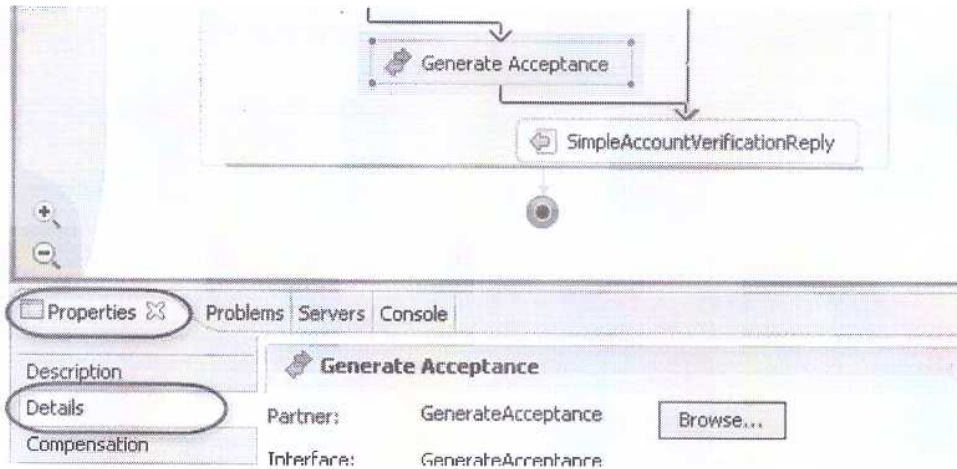 Generate Acceptance
SimpleAccountVerificationReply
Properties Problems Servers Console
Description
Generate Acceptance
Details
Partner: GenerateAcceptance Browse...
Compensation
Interface: GenerateAcceptance